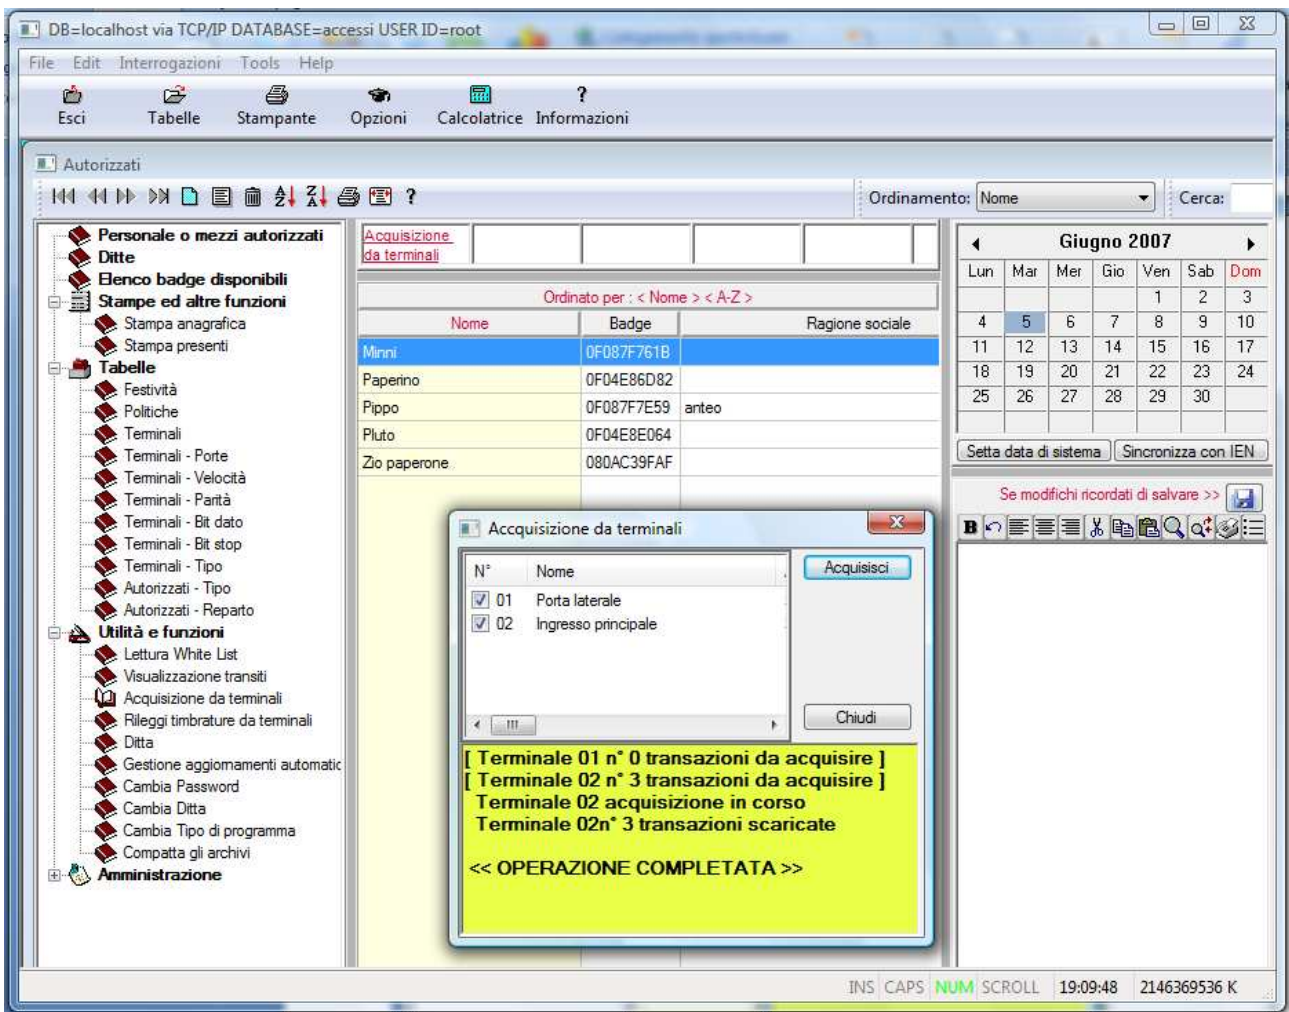 DB=localhost via TCP/IP DATABASE=accessi USER ID=root
File Edit Interrogazioni Tools Help
Esci Tabelle Stampante Opzioni Calcolatrice Informazioni
Autorizzati
Ordinamento: Nome Cerca:
Personale o mezzi autorizzati
Ditte
Elenco badge disponibili
Stampe ed altre funzioni
Stampa anagrafica
Stampa presenti
Tabelle
Festività
Politiche
Terminali
Terminali - Porte
Terminali - Velocità
Terminali - Parità
Terminali - Bit dato
Terminali - Bit stop
Terminali - Tipo
Autorizzati - Tipo
Autorizzati - Reparto
Utilità e funzioni
Lettura White List
Visualizzazione transiti
Acquisizione da terminali
Rileggi timbrature da terminali
Ditta
Gestione aggiornamenti automatic
Cambia Password
Cambia Ditta
Cambia Tipo di programma
Compatta gli archivi
Amministrazione
Acquisizione
da terminali
Ordinato per : < Nome > < A-Z >
Nome Badge Ragione sociale
Minni 0F087F761B
Paperino 0F04E86D82
Pippo 0F087F7E59 anteo
Pluto 0F04E8E064
Zio paperone 080AC39FAF
Giugno 2007
Lun Mar Mer Gio Ven Sab Dom
1 2 3
4 5 6 7 8 9 10
11 12 13 14 15 16 17
18 19 20 21 22 23 24
25 26 27 28 29 30
Setta data di sistema Sincronizza con IEN
Se modifichi ricordati di salvare >>
B
Accquisizione da terminali
N° Nome
01 Porta laterale
02 Ingresso principale
Acquisisci
Chiudi
[ Terminale 01 n° 0 transazioni da acquisire ]
[ Terminale 02 n° 3 transazioni da acquisire ]
Terminale 02 acquisizione in corso
Terminale 02n° 3 transazioni scaricate
<< OPERAZIONE COMPLETATA >>
INS CAPS NUM SCROLL 19:09:48 2146369536 K